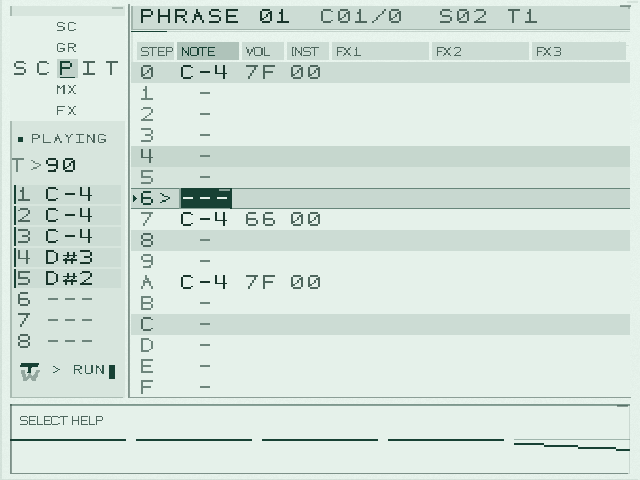 SC
GR
S C P I T
MX
FX
PLAYING
T>90
1 C-4
2 C-4
3 C-4
4 D#3
5 D#2
6 ---
7 ---
8 ---
TW > RUN
PHRASE 01 C01/0 S02 T1
STEP NOTE VOL INST FX1 FX2 FX3
0 C-4 7F 00
1 -
2 -
3 -
4 -
5 -
6> ---
7 C-4 66 00
8 -
9 -
A C-4 7F 00
B -
C -
D -
E -
F -
SELECT HELP